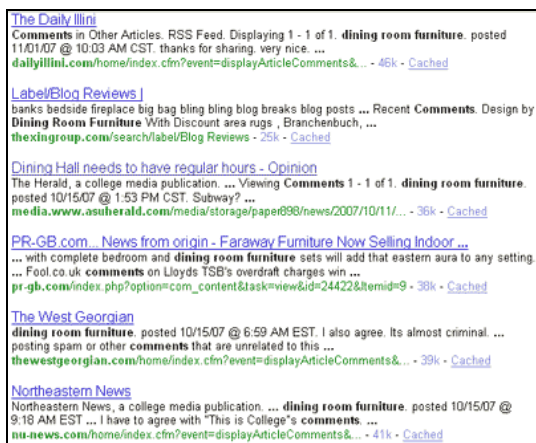 The Daily Illini
Comments in Other Articles. RSS Feed. Displaying 1 - 1 of 1. dining room furniture. posted
11/01/07 @ 10:03 AM CST. thanks for sharing. very nice. ...
dailyillini.com/home/index.cfm?event=displayArticleComments&... - 46k - Cached
Label/Blog Reviews |
banks bedside fireplace big bag bling bling blog breaks blog posts ... Recent Comments. Design by
Dining Room Furniture With Discount area rugs , Branchenbuch, ...
thexingroup.com/search/label/Blog Reviews - 25k - Cached
Dining Hall needs to have regular hours - Opinion
The Herald, a college media publication. ... Viewing Comments 1 - 1 of 1. dining room furniture.
posted 10/15/07 @ 1:53 PM CST. Subway? ...
media.www.asuherald.com/media/storage/paper898/news/2007/10/11/... - 36k - Cached
PR-GB.com... News from origin - Faraway Furniture Now Selling Indoor ...
... with complete bedroom and dining room furniture sets will add that eastern aura to any setting.
... Fool.co.uk comments on Lloyds TSB's overdraft charges win ...
pr-gb.com/index.php?option=com_content&task=view&id=24422&Itemid=9 - 38k - Cached
The West Georgian
dining room furniture. posted 10/15/07 @ 6:59 AM EST. I also agree. Its almost criminal. ...
posting spam or other comments that are unrelated to this ...
thewestgeorgian.com/home/index.cfm?event=displayArticleComments&... - 39k - Cached
Northeastern News
Northeastern News, a college media publication. ... dining room furniture. posted 10/15/07 @
9:18 AM EST ... I have to agree with "This is College"s comments. ...
nu-news.com/home/index.cfm?event=displayArticleComments&... - 41k - Cached